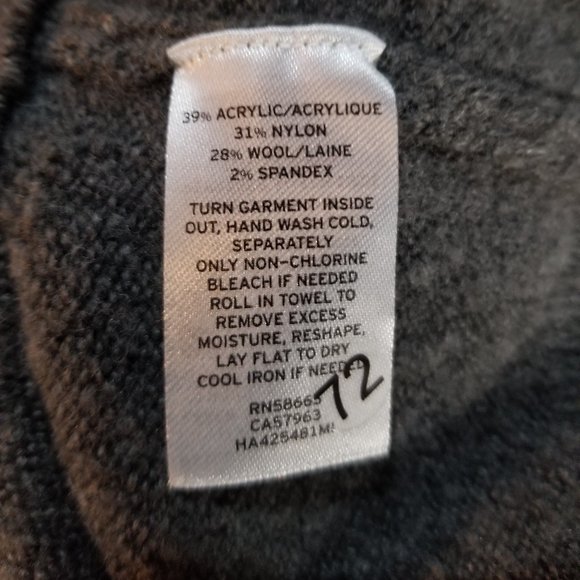 39% ACRYLIC/ACRYLIQUE
31% NYLON
28% WOOL/LAINE
2% SPANDEX
TURN GARMENT INSIDE
OUT, HAND WASH COLD,
SEPARATELY
ONLY NON-CHLORINE
BLEACH IF NEEDED
ROLL IN TOWEL TO
REMOVE EXCESS
MOISTURE, RESHAPE,
LAY FLAT TO DRY
COOL IRON IF NEEDED
72
RN58665
CA57963